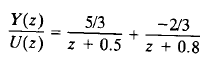 Y(z)/U(z) = 5/3/(z + 0.5) + -2/3/(z + 0.8)